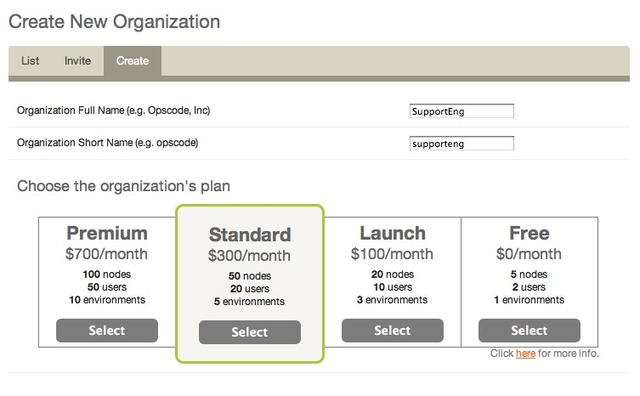 Create New Organization
List Invite Create
Organization Full Name (e.g. Opscode, Inc) SupportEng
Organization Short Name (e.g. opscode) supporteng
Choose the organization's plan
Premium
$700/month
100 nodes
50 users
10 environments
Select
Standard
$300/month
50 nodes
20 users
5 environments
Select
Launch
$100/month
20 nodes
10 users
3 environments
Select
Free
$0/month
5 nodes
2 users
1 environments
Select
Click here for more info.